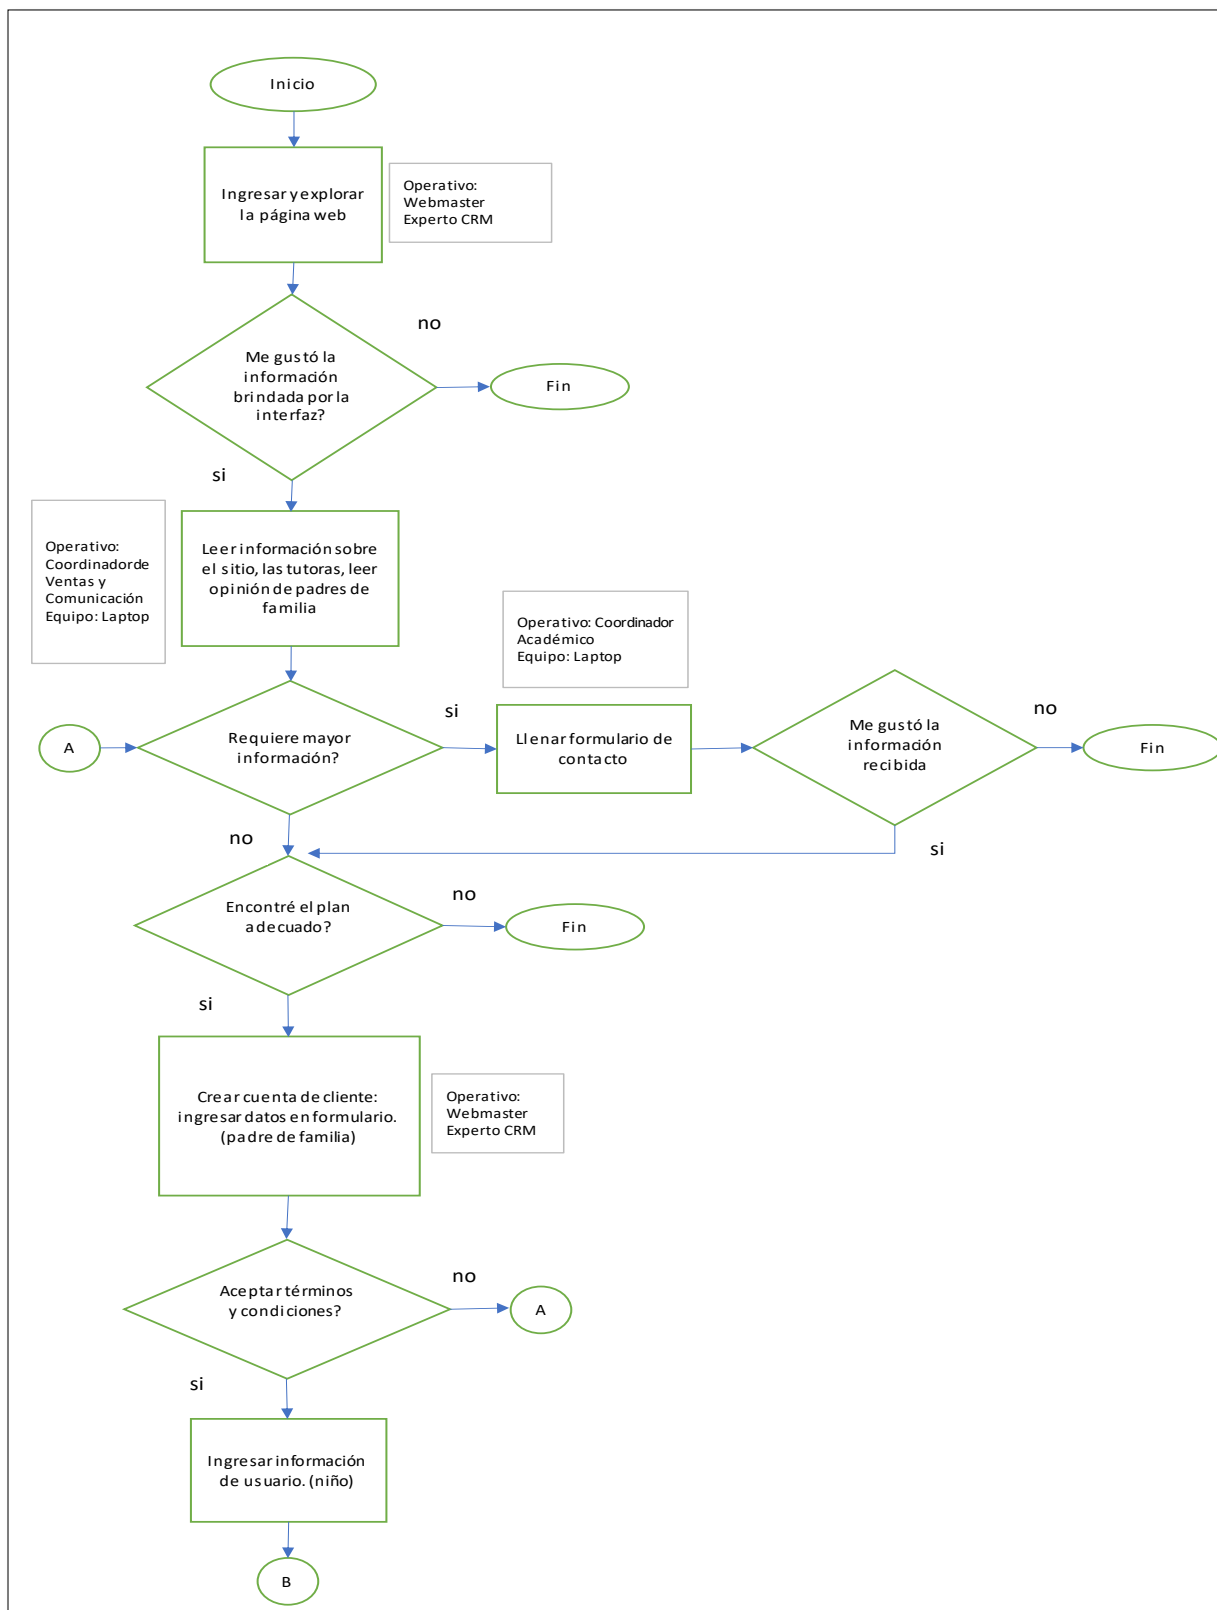 Inicio
Ingresar y explorar
la página web
Operativo:
Webmaster
Experto CRM
no
Me gustó la
información
brindada por la
interfaz?
Fin
si
Operativo:
Coordinador de
Ventas y
Comunicación
Equipo: Laptop
Leer información sobre
el sitio, las tutoras, leer
opinión de padres de
familia
Operativo: Coordinador
Académico
Equipo: Laptop
A
Requiere mayor
información?
si
Llenar formulario de
contacto
Me gustó la
información
recibida
no
Fin
no
si
Encontré el plan
adecuado?
no
Fin
si
Crear cuenta de cliente:
ingresar datos en formulario.
(padre de familia)
Operativo:
Webmaster
Experto CRM
Aceptar términos
y condiciones?
no
A
si
Ingresar información
de usuario. (niño)
B